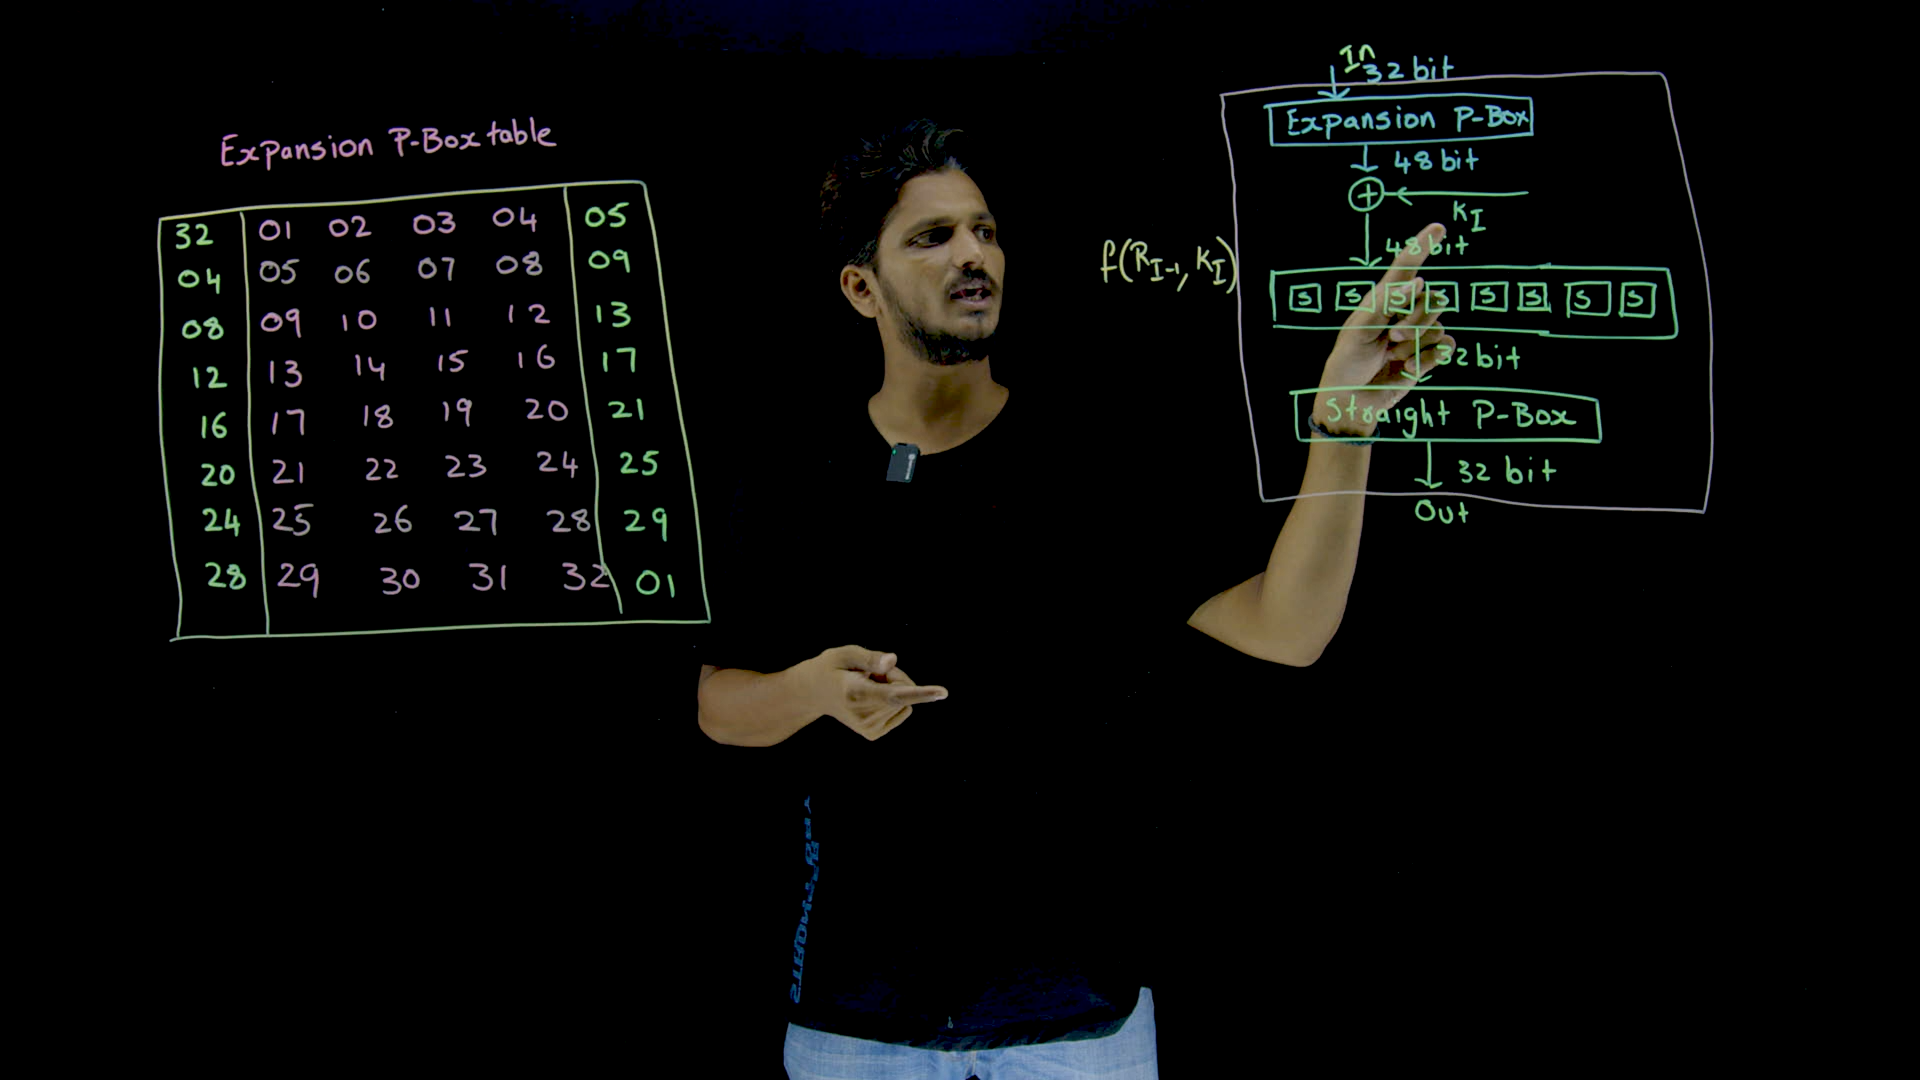 Expansion P-Box table
32 01 02 03 04 05
04 05 06 07 08 09
08 09 10 11 12 13
12 13 14 15 16 17
16 17 18 19 20 21
20 21 22 23 24 25
24 25 26 27 28 29
28 29 30 31 32 01
f(R_{I-1}, K_I)
In
32 bit
Expansion P-Box
48 bit
K_I
48 bit
S S S S S S S S
32 bit
Straight P-Box
32 bit
Out